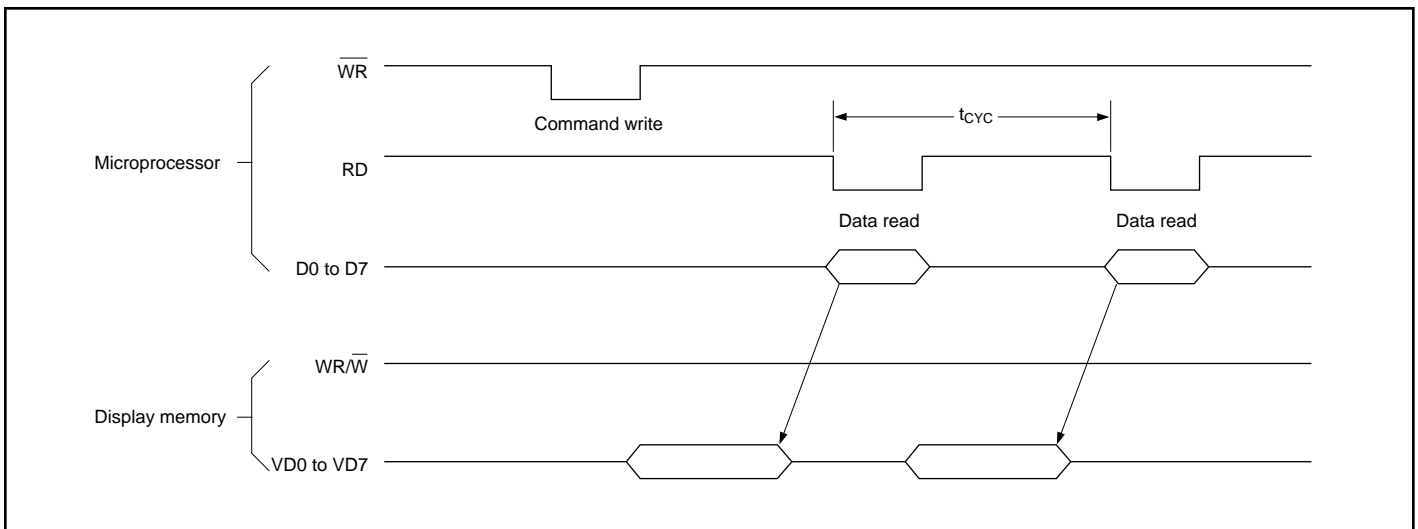 WR
Command write
tCYC
Microprocessor
RD
Data read
Data read
D0 to D7
WR/W
Display memory
VD0 to VD7